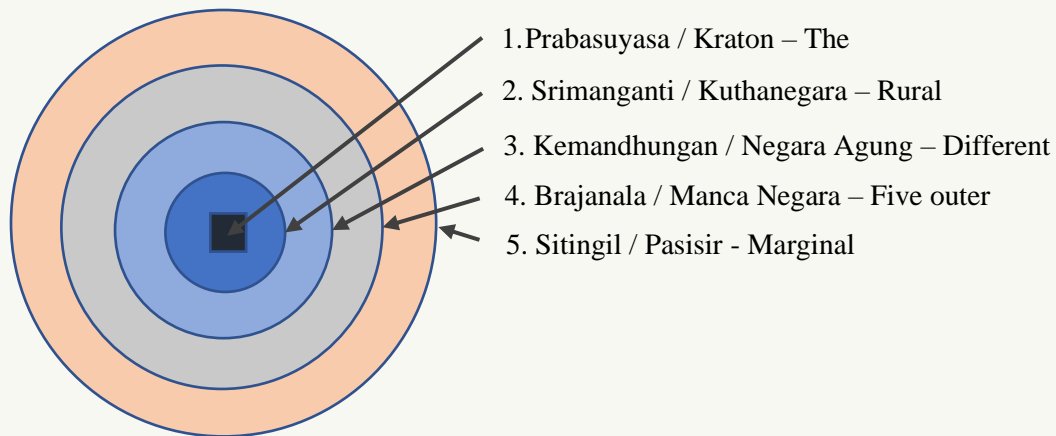 1.Prabasuyasa / Kraton – The
2. Srimanganti / Kuthanegara – Rural
3. Kemandhungan / Negara Agung – Different
4. Brajanala / Manca Negara – Five outer
5. Sitingil / Pasisir - Marginal